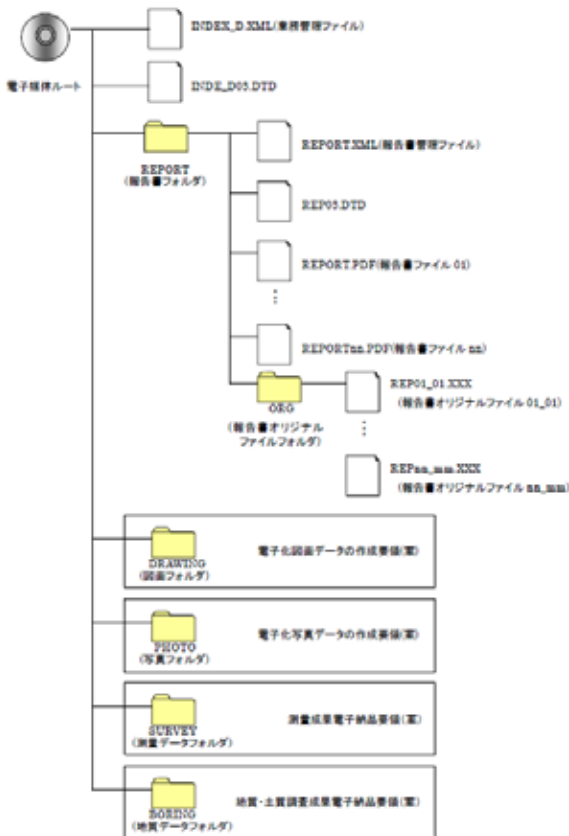 INDEX_D.XML(業務管理ファイル)
電子媒体ルート
INDE_D03.DTD
REPORT
(報告書フォルダ)
REPORT.XML(報告書管理ファイル)
REP03.DTD
REPORT.PDF(報告書ファイル 01)
⋮
REPORTnn.PDF(報告書ファイル nn)
ORG
(報告書オリジナル
ファイルフォルダ)
REP01_01.XXX
(報告書オリジナルファイル 01_01)
⋮
REPnn_mm.XXX
(報告書オリジナルファイル nn_mm)
DRAWING
(図面フォルダ)
電子化図面データの作成要領(案)
PHOTO
(写真フォルダ)
電子化写真データの作成要領(案)
SURVEY
(測量データフォルダ)
測量成果電子納品要領(案)
BORING
(地質データフォルダ)
地質・土質調査成果電子納品要領(案)